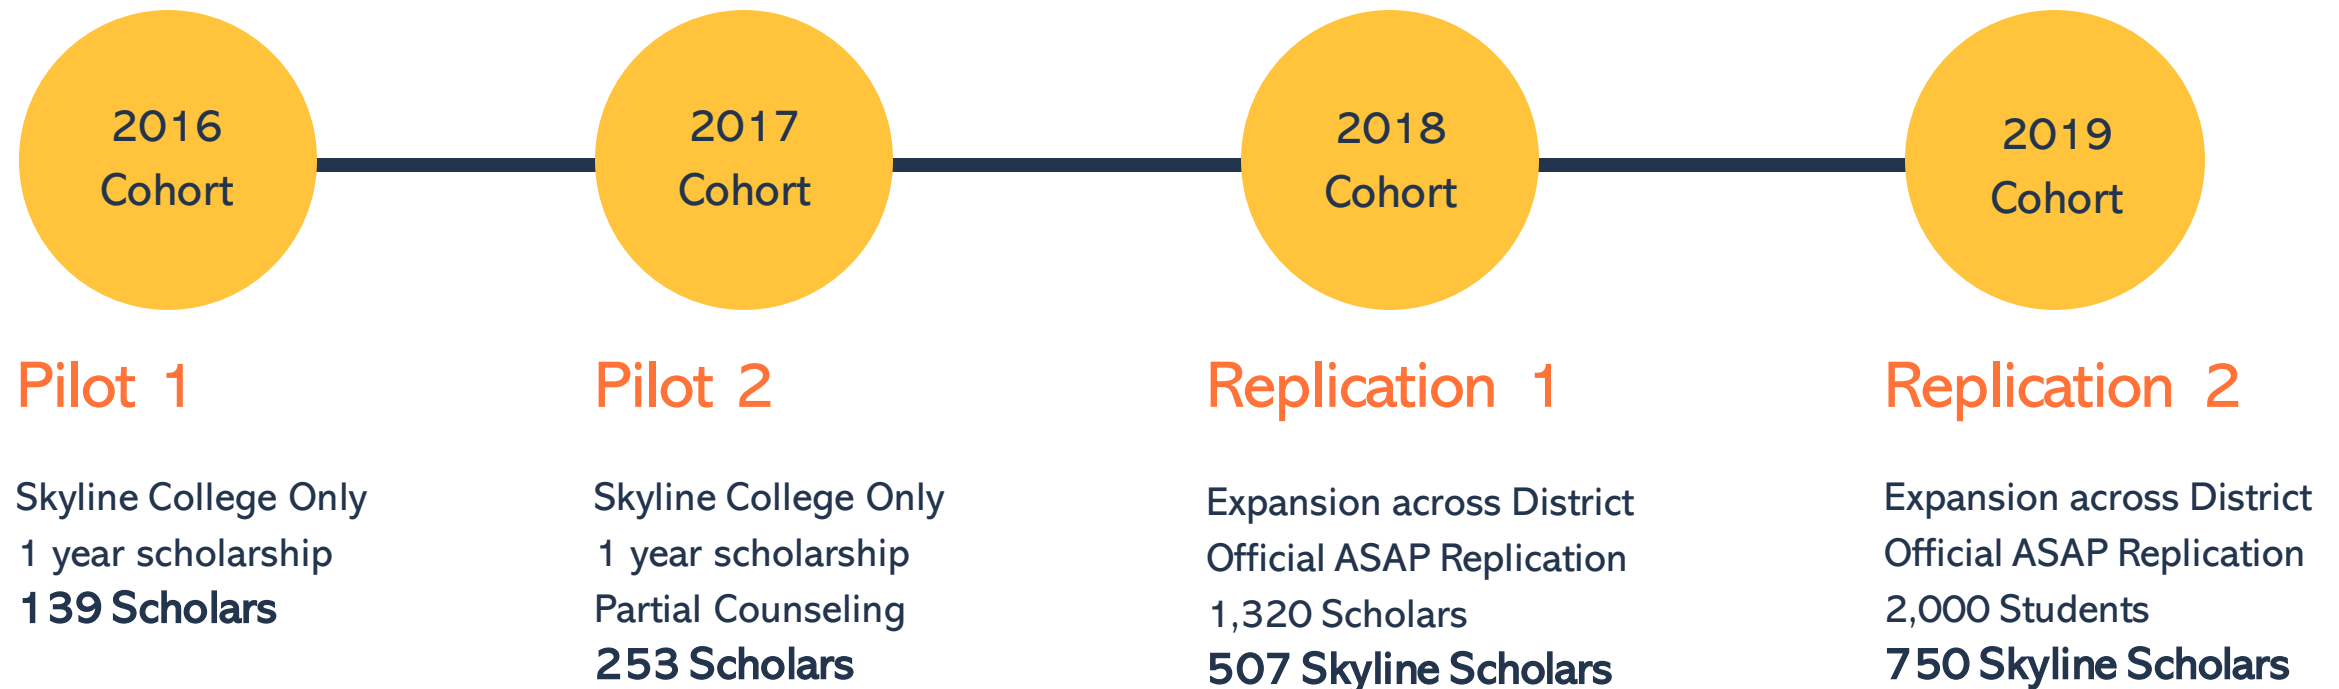 2016
Cohort
2017
Cohort
2018
Cohort
2019
Cohort
Pilot 1
Skyline College Only
1 year scholarship
139 Scholars
Pilot 2
Skyline College Only
1 year scholarship
Partial Counseling
253 Scholars
Replication 1
Expansion across District
Official ASAP Replication
1,320 Scholars
507 Skyline Scholars
Replication 2
Expansion across District
Official ASAP Replication
2,000 Students
750 Skyline Scholars